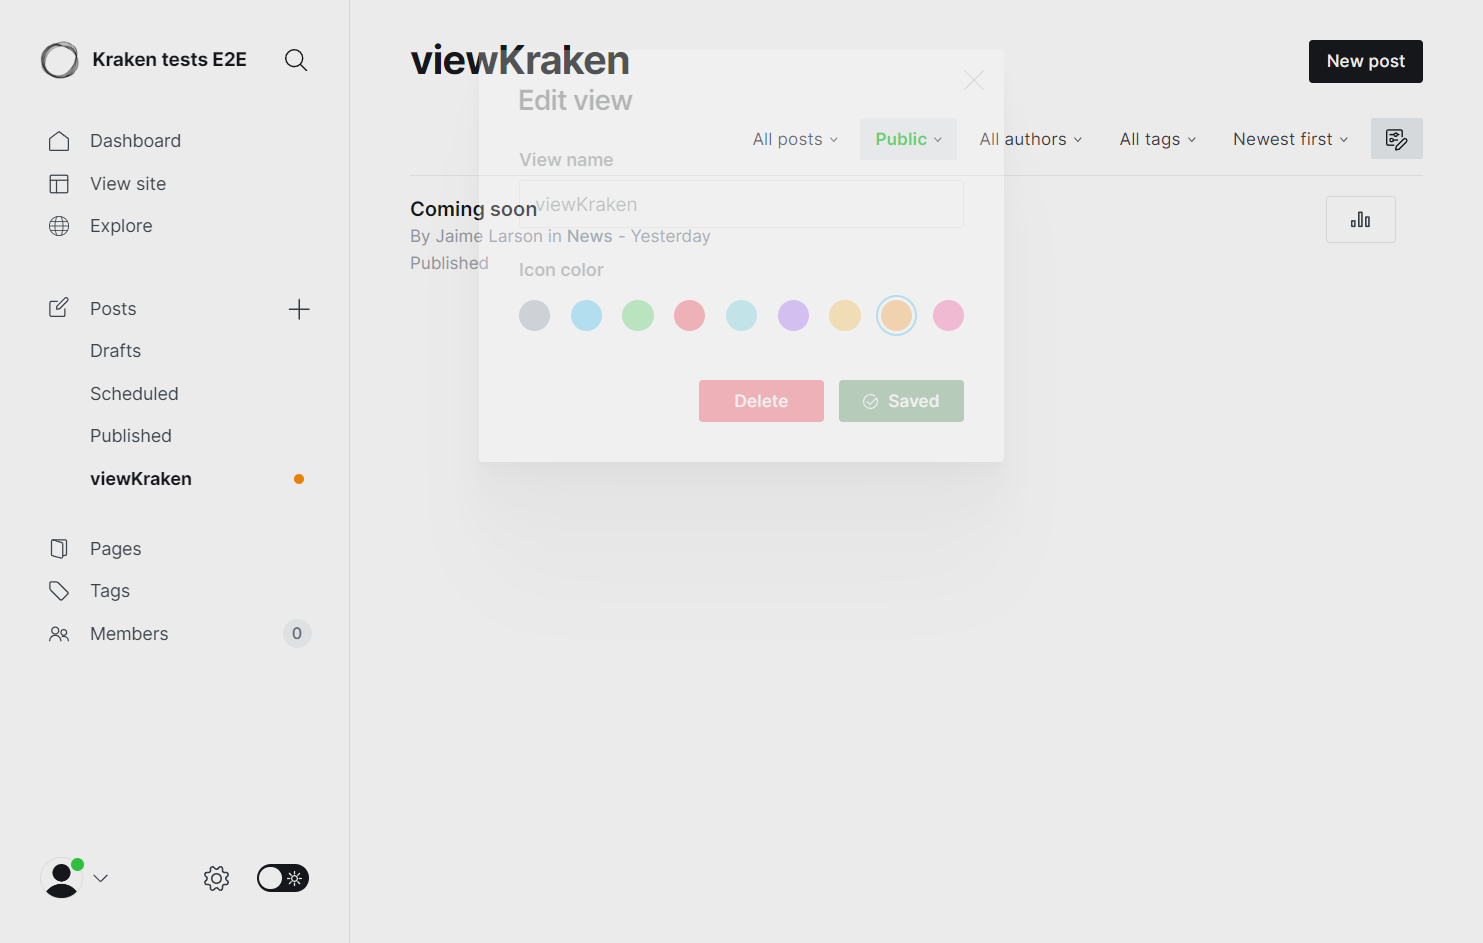 Kraken tests E2E
Dashboard
View site
Explore
Posts
Drafts
Scheduled
Published
viewKraken
Pages
Tags
Members
0
viewKraken
New post
All posts
Public
All authors
All tags
Newest first
Coming soon
By Jaime Larson in News - Yesterday
Published
Edit view
View name
viewKraken
Icon color
Delete
Saved